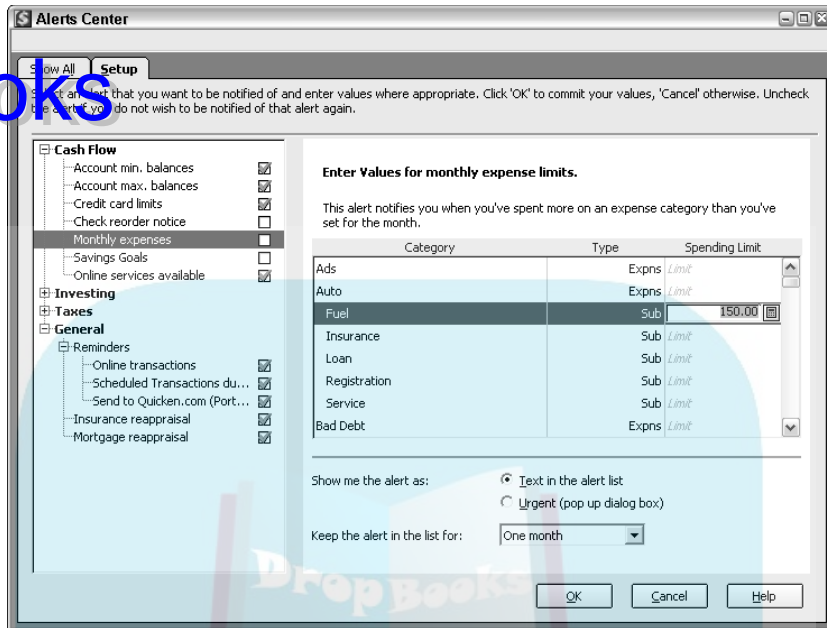 Alerts Center
Show All Setup
oks
Select an alert that you want to be notified of and enter values where appropriate. Click 'OK' to commit your values, 'Cancel' otherwise. Uncheck
the alert if you do not wish to be notified of that alert again.
Cash Flow
Account min. balances
Account max. balances
Credit card limits
Check reorder notice
Monthly expenses
Savings Goals
Online services available
Investing
Taxes
General
Reminders
Online transactions
Scheduled Transactions du...
Send to Quicken.com (Port...
Insurance reappraisal
Mortgage reappraisal
Enter Values for monthly expense limits.
This alert notifies you when you've spent more on an expense category than you've
set for the month.
Category Type Spending Limit
Ads Expns Limit
Auto Expns Limit
Fuel Sub 150.00
Insurance Sub Limit
Loan Sub Limit
Registration Sub Limit
Service Sub Limit
Bad Debt Expns Limit
Show me the alert as: Text in the alert list
Urgent (pop up dialog box)
Keep the alert in the list for: One month
DropBooks
OK Cancel Help